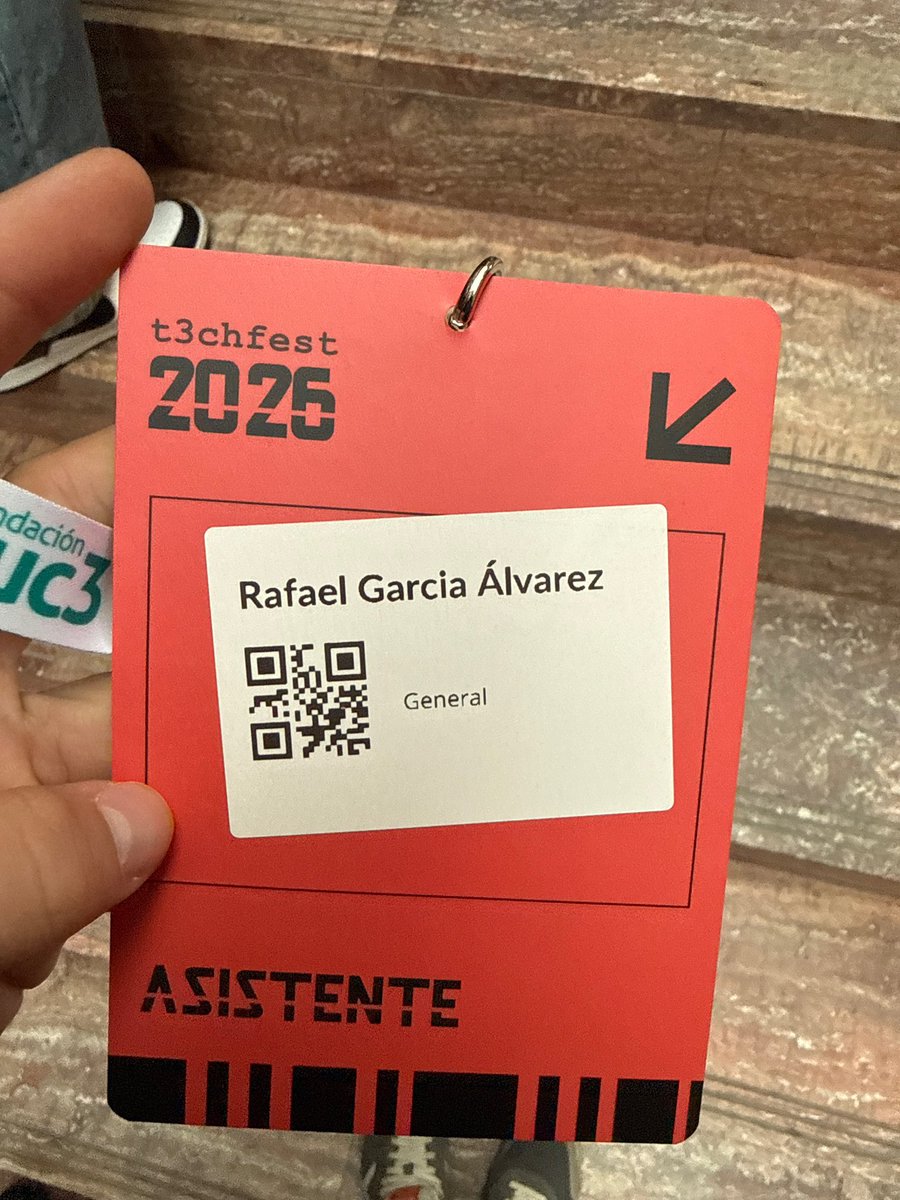 t3chfest
2026
ndación
uc3
Rafael Garcia Álvarez
General
ASISTENTE